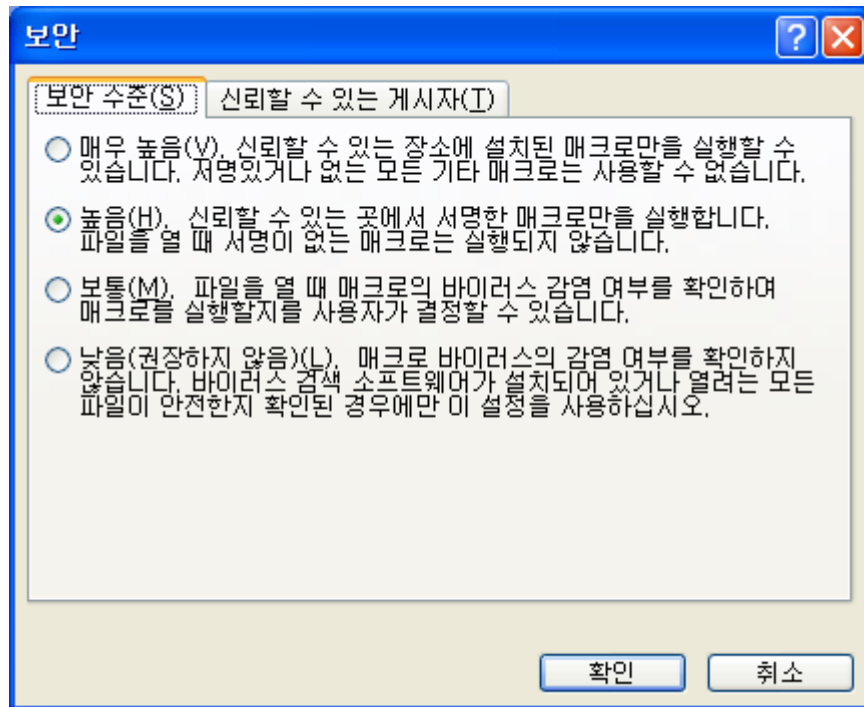 보안
보안 수준(S)
신뢰할 수 있는 게시자(T)
매우 높음(V). 신뢰할 수 있는 장소에 설치된 매크로만을 실행할 수
있습니다. 저명있거나 없는 모든 기타 매크로는 사용할 수 없습니다.
높음(H). 신뢰할 수 있는 곳에서 서명한 매크로만을 실행합니다.
파일을 열 때 서명이 없는 매크로는 실행되지 않습니다.
보통(M). 파일을 열 때 매크로의 바이러스 감염 여부를 확인하며
매크로를 실행할지를 사용자가 결정할 수 있습니다.
낮음(권장하지 않음)(L). 매크로 바이러스의 감염 여부를 확인하지
않습니다. 바이러스 검색 소프트웨어가 설치되어 있거나 열려는 모든
파일이 안전한지 확인된 경우에만 이 설정을 사용하십시오.
확인
취소